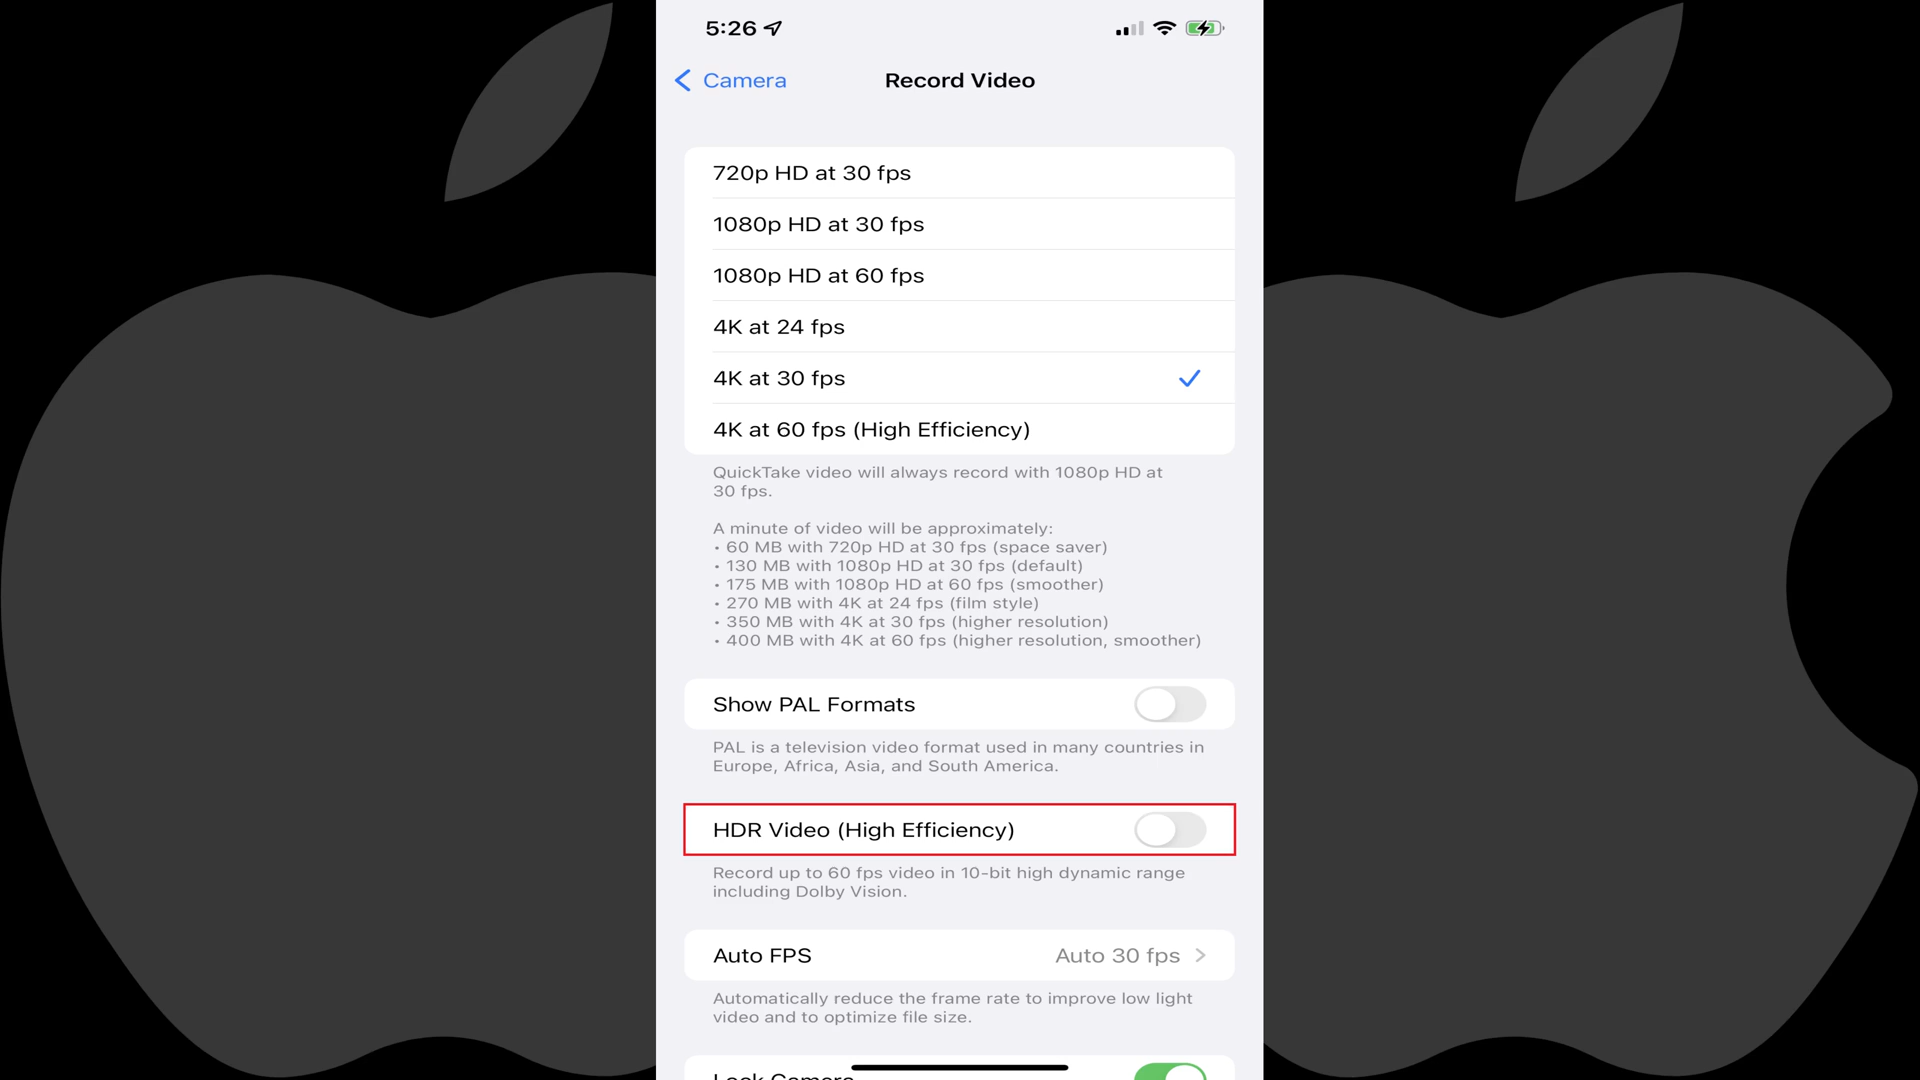 5:26
Camera
Record Video
720p HD at 30 fps
1080p HD at 30 fps
1080p HD at 60 fps
4K at 24 fps
4K at 30 fps
4K at 60 fps (High Efficiency)
QuickTake video will always record with 1080p HD at
30 fps.
A minute of video will be approximately:
• 60 MB with 720p HD at 30 fps (space saver)
• 130 MB with 1080p HD at 30 fps (default)
• 175 MB with 1080p HD at 60 fps (smoother)
• 270 MB with 4K at 24 fps (film style)
• 350 MB with 4K at 30 fps (higher resolution)
• 400 MB with 4K at 60 fps (higher resolution, smoother)
Show PAL Formats
PAL is a television video format used in many countries in
Europe, Africa, Asia, and South America.
HDR Video (High Efficiency)
Record up to 60 fps video in 10-bit high dynamic range
including Dolby Vision.
Auto FPS
Auto 30 fps
Automatically reduce the frame rate to improve low light
video and to optimize file size.
Lock Camera